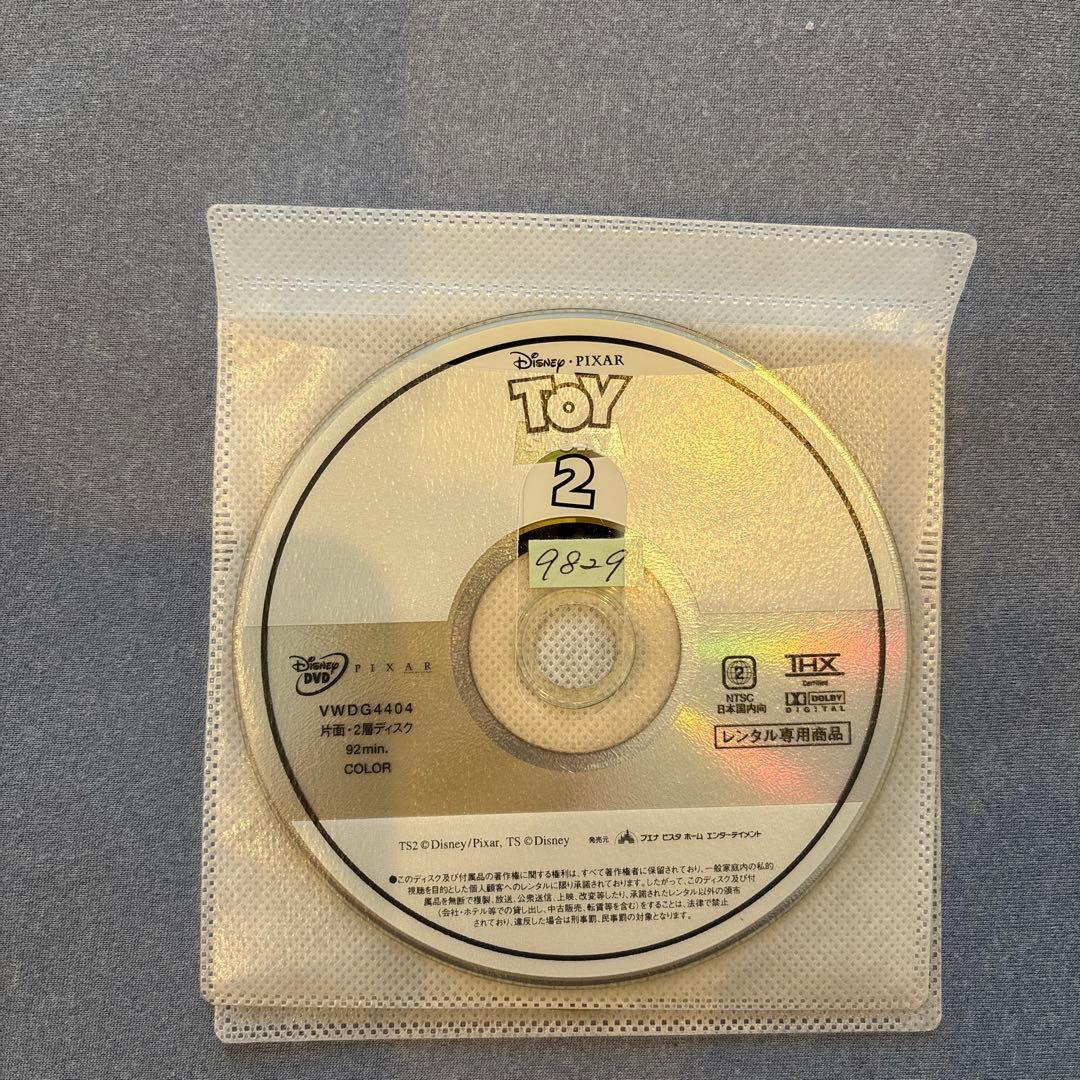 Disney・PIXAR
TOY
STORY
2
9829
Disney DVD
PIXAR
VWDG4404
片面・2層ディスク
92min.
COLOR
2
NTSC
日本国内向
THX
Certified
DOLBY
DIGITAL
レンタル専用商品
TS2 ©Disney/Pixar, TS ©Disney
発売元 ブエナ ビスタ ホーム エンターテイメント
●このディスク及び付属品の著作権に関する権利は、すべて著作権者に保留されており、一般家庭内の私的
視聴を目的とした個人顧客へのレンタルに限り承諾されております。したがって、このディスク及び付
属品を無断で複製、放送、公衆送信、上映、改変等したり、承諾されたレンタル以外の頒布
（会社・ホテル等での貸し出し、中古販売、転貸等を含む）をすることは、法律で禁止
されており、違反した場合は刑事罰、民事罰の対象となります。